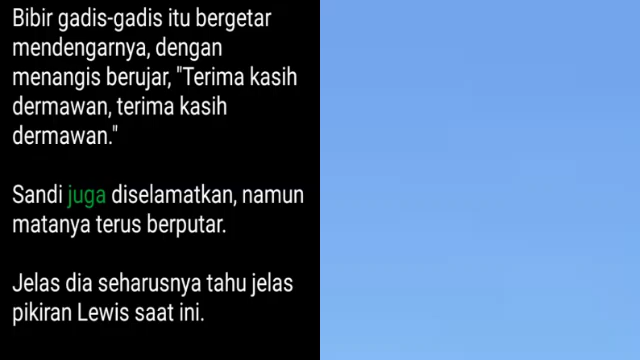 Bibir gadis-gadis itu bergetar
mendengarnya, dengan
menangis berujar, "Terima kasih
dermawan, terima kasih
dermawan."
Sandi juga diselamatkan, namun
matanya terus berputar.
Jelas dia seharusnya tahu jelas
pikiran Lewis saat ini.